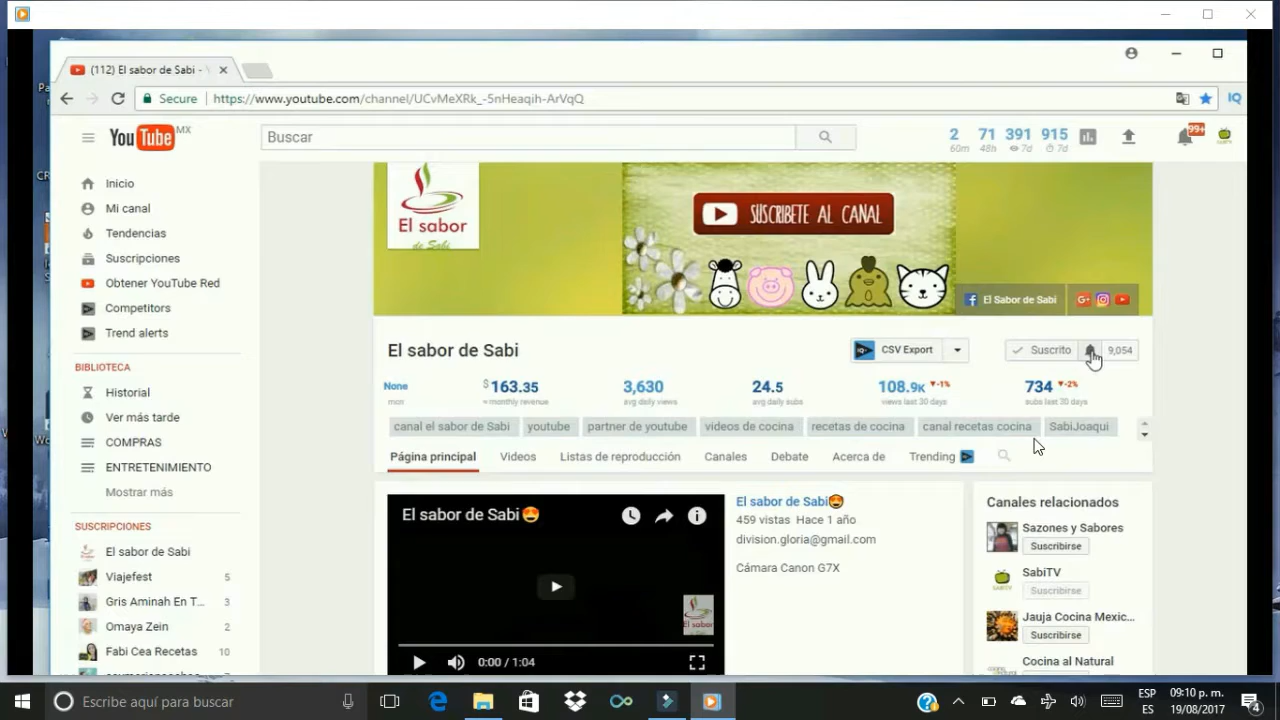 (112) El sabor de Sabi -
Secure
https://www.youtube.com/channel/UCvMeXRk_-5nHeaqih-ArVqQ
IQ
YouTube MX
Buscar
2 71 391 915
60m 48h 7d 7d
99+
Inicio
Mi canal
Tendencias
Suscripciones
Obtener YouTube Red
Competitors
Trend alerts
BIBLIOTECA
Historial
Ver más tarde
COMPRAS
ENTRETENIMIENTO
Mostrar más
SUSCRIPCIONES
El sabor de Sabi
Viajefest 5
Gris Aminah En T... 3
Omaya Zein 2
Fabi Cea Recetas 10
El sabor
de Sabi
SUSCRIBETE AL CANAL
El Sabor de Sabi
G+
El sabor de Sabi
CSV Export
Suscrito 9,054
None $163.35 3,630 24.5 108.9K -1% 734 -2%
mcn ≈ monthly revenue avg daily views avg daily subs views last 30 days subs last 30 days
canal el sabor de Sabi youtube partner de youtube videos de cocina recetas de cocina canal recetas cocina SabiJoaqui
Página principal Videos Listas de reproducción Canales Debate Acerca de Trending
El sabor de Sabi😍
El sabor
0:00 / 1:04
El sabor de Sabi😍
459 vistas Hace 1 año
division.gloria@gmail.com
Cámara Canon G7X
Canales relacionados
Sazones y Sabores
Suscribirse
SabiTV
Suscribirse
Jauja Cocina Mexic...
Suscribirse
Cocina al Natural
Escribe aquí para buscar
ESP
ES
09:10 p. m.
19/08/2017
4